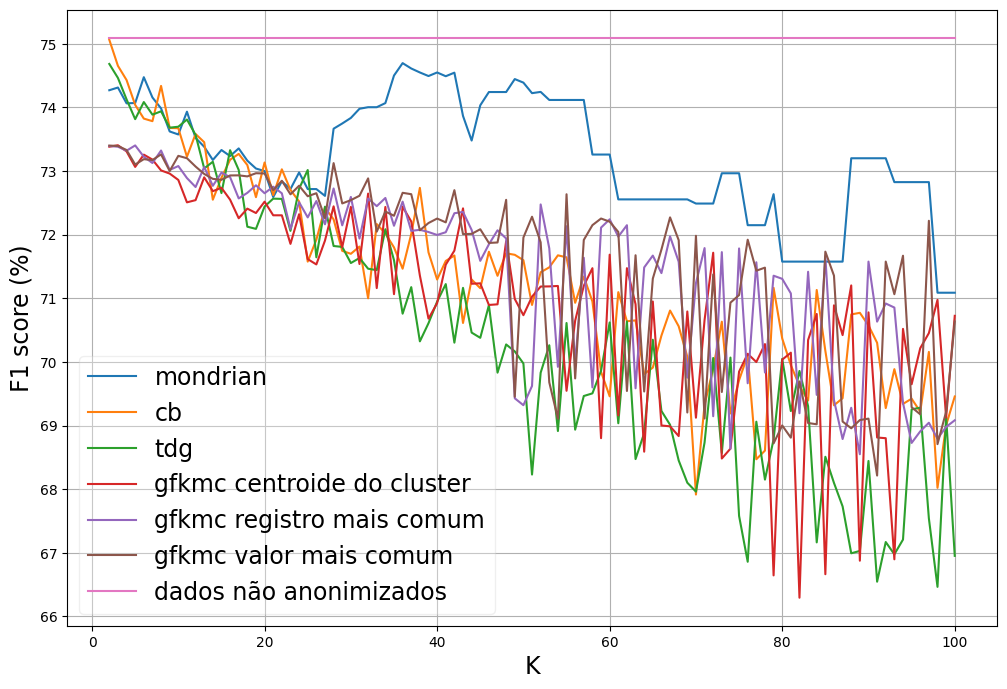 F1 score (%)
75
74
73
72
71
70
69
68
67
66
mondrian
cb
tdg
gfkmc centroide do cluster
gfkmc registro mais comum
gfkmc valor mais comum
dados não anonimizados
0 20 40 60 80 100
K